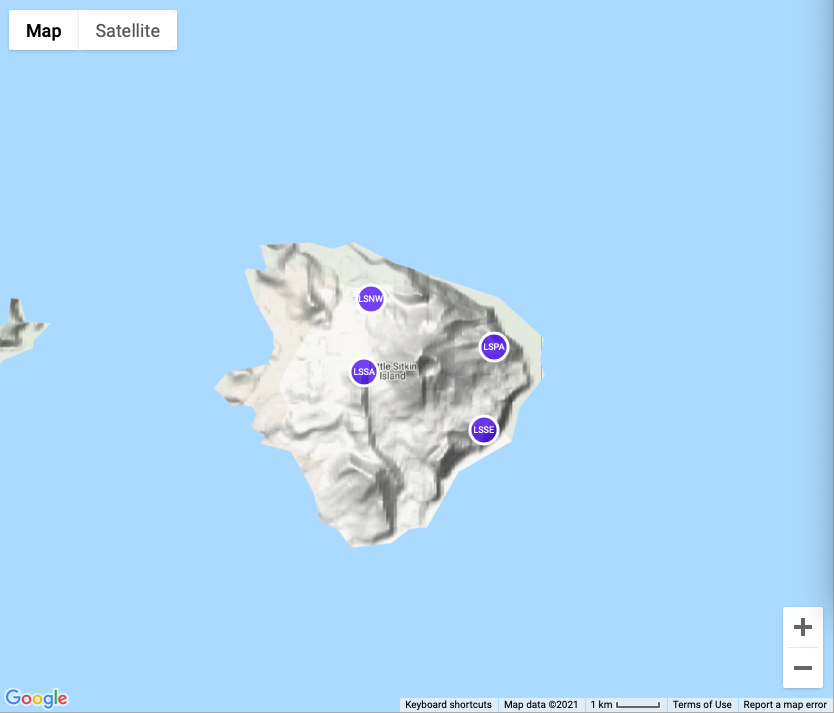 Map Satellite
LSNW
LSPA
LSSA ttle Sitkin
Island
LSSE
Google
Keyboard shortcuts Map data ©2021 1 km Terms of Use Report a map error